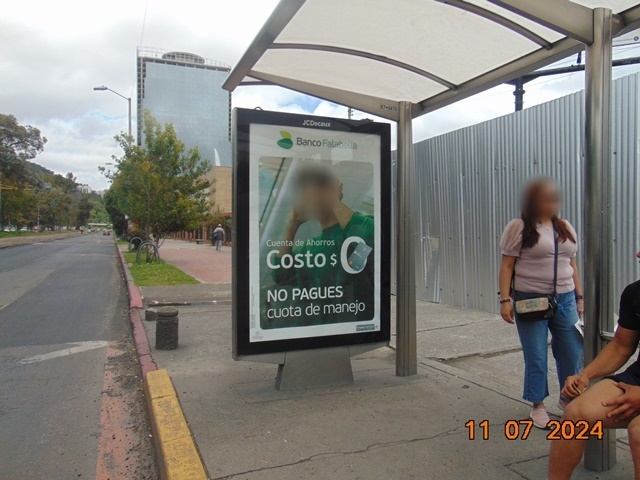 JCDecaux
Banco Falabella
Cuenta de Ahorros
Costo $0
NO PAGUES
cuota de manejo
11 07 2024